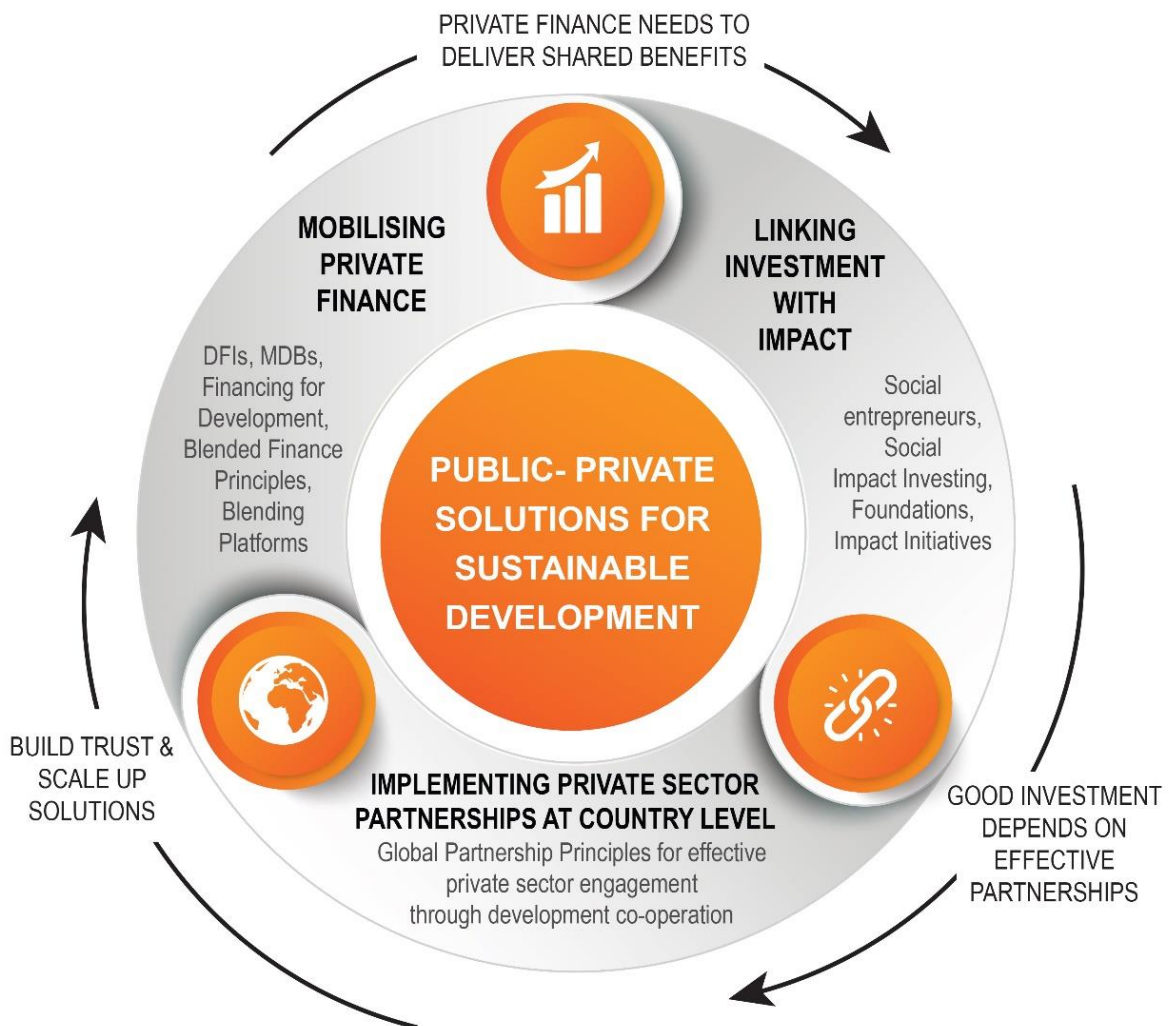 PRIVATE FINANCE NEEDS TO
DELIVER SHARED BENEFITS
MOBILISING
PRIVATE
FINANCE
DFIs, MDBs,
Financing for
Development,
Blended Finance
Principles,
Blending
Platforms
LINKING
INVESTMENT
WITH
IMPACT
Social
entrepreneurs,
Social
Impact Investing,
Foundations,
Impact Initiatives
PUBLIC- PRIVATE
SOLUTIONS FOR
SUSTAINABLE
DEVELOPMENT
GOOD INVESTMENT
DEPENDS ON
EFFECTIVE
PARTNERSHIPS
IMPLEMENTING PRIVATE SECTOR
PARTNERSHIPS AT COUNTRY LEVEL
Global Partnership Principles for effective
private sector engagement
through development co-operation
BUILD TRUST &
SCALE UP
SOLUTIONS